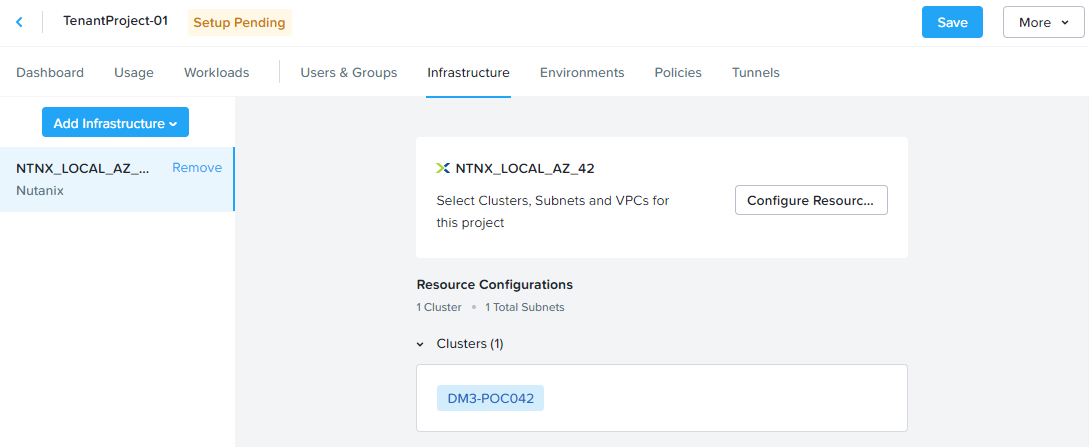 TenantProject-01 Setup Pending Save More
Dashboard Usage Workloads Users & Groups Infrastructure Environments Policies Tunnels
Add Infrastructure
NTNX_LOCAL_AZ_... Remove
Nutanix
NTNX_LOCAL_AZ_42
Select Clusters, Subnets and VPCs for
this project
Configure Resourc...
Resource Configurations
1 Cluster • 1 Total Subnets
Clusters (1)
DM3-POC042